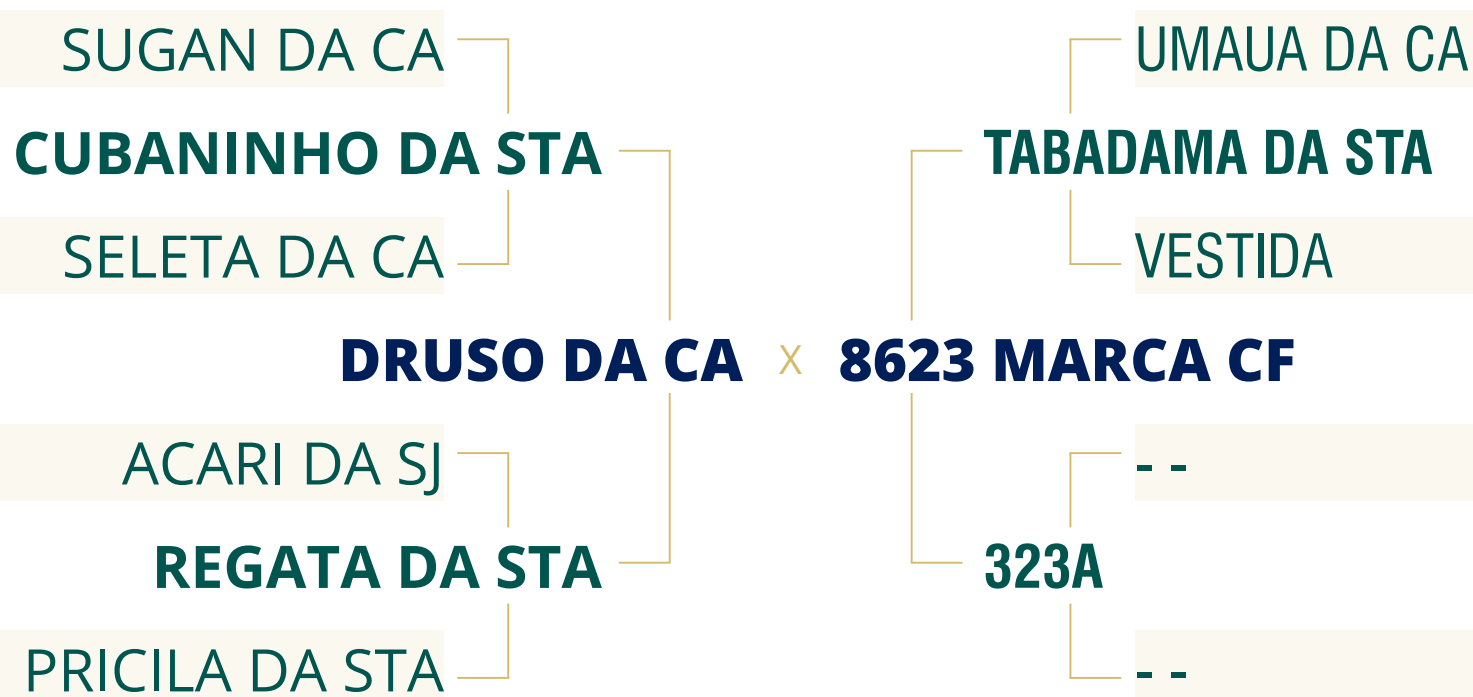 SUGAN DA CA UMAUA DA CA
CUBANINHO DA STA TABADAMA DA STA
SELETA DA CA VESTIDA
DRUSO DA CA X 8623 MARCA CF
ACARI DA SJ - -
REGATA DA STA 323A
PRICILA DA STA - -